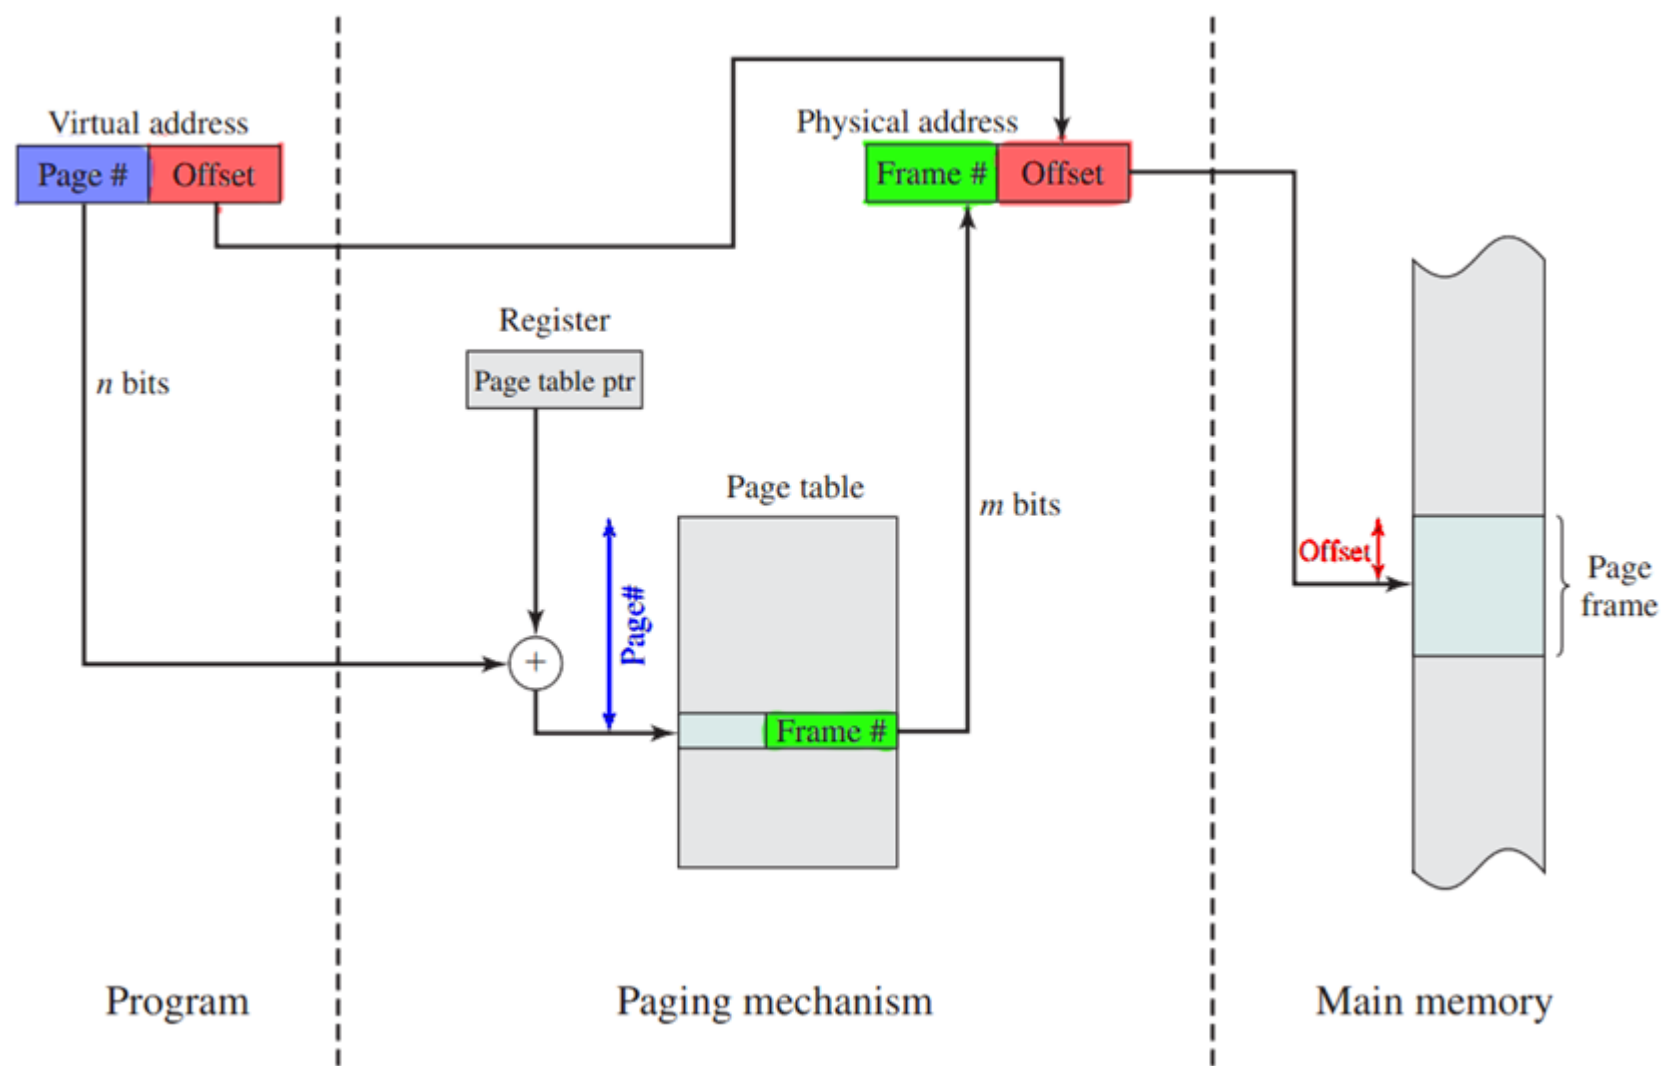 Virtual address
Physical address
Page # Offset
Frame # Offset
Register
Page table ptr
n bits
Page table
m bits
Page#
Offset
Page
frame
+
Frame #
Program
Paging mechanism
Main memory